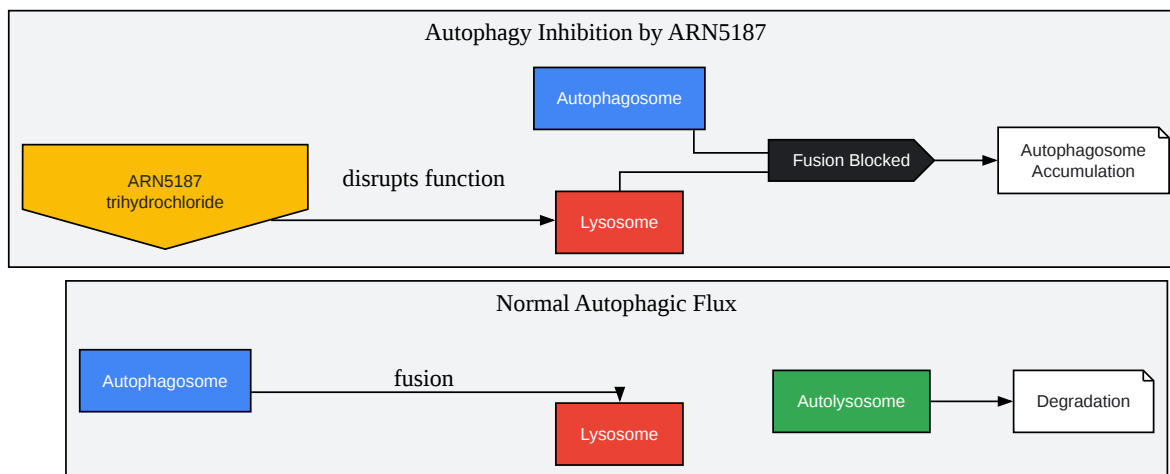 Autophagy Inhibition by ARN5187
Autophagosome
ARN5187
trihydrochloride
disrupts function
Lysosome
Fusion Blocked
Autophagosome
Accumulation
Normal Autophagic Flux
Autophagosome
fusion
Lysosome
Autolysosome
Degradation